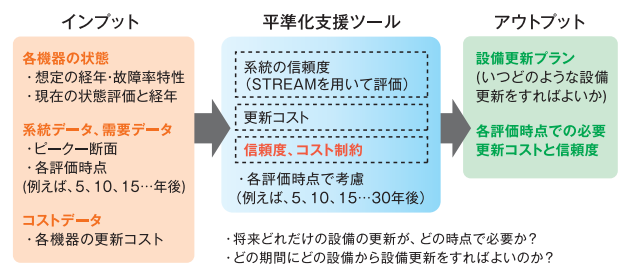 インプット
各機器の状態
・想定の経年・故障率特性
・現在の状態評価と経年
系統データ、需要データ
・ピーク一断面
・各評価時点
(例えば、5、10、15…年後)
コストデータ
・各機器の更新コスト
平準化支援ツール
系統の信頼度
（STREAMを用いて評価）
更新コスト
信頼度、コスト制約
・各評価時点で考慮
(例えば、5、10、15…30年後)
アウトプット
設備更新プラン
(いつどのような設備
更新をすればよいか)
各評価時点での必要
更新コストと信頼度
・将来どれだけの設備の更新が、どの時点で必要か？
・どの期間にどの設備から設備更新をすればよいのか？